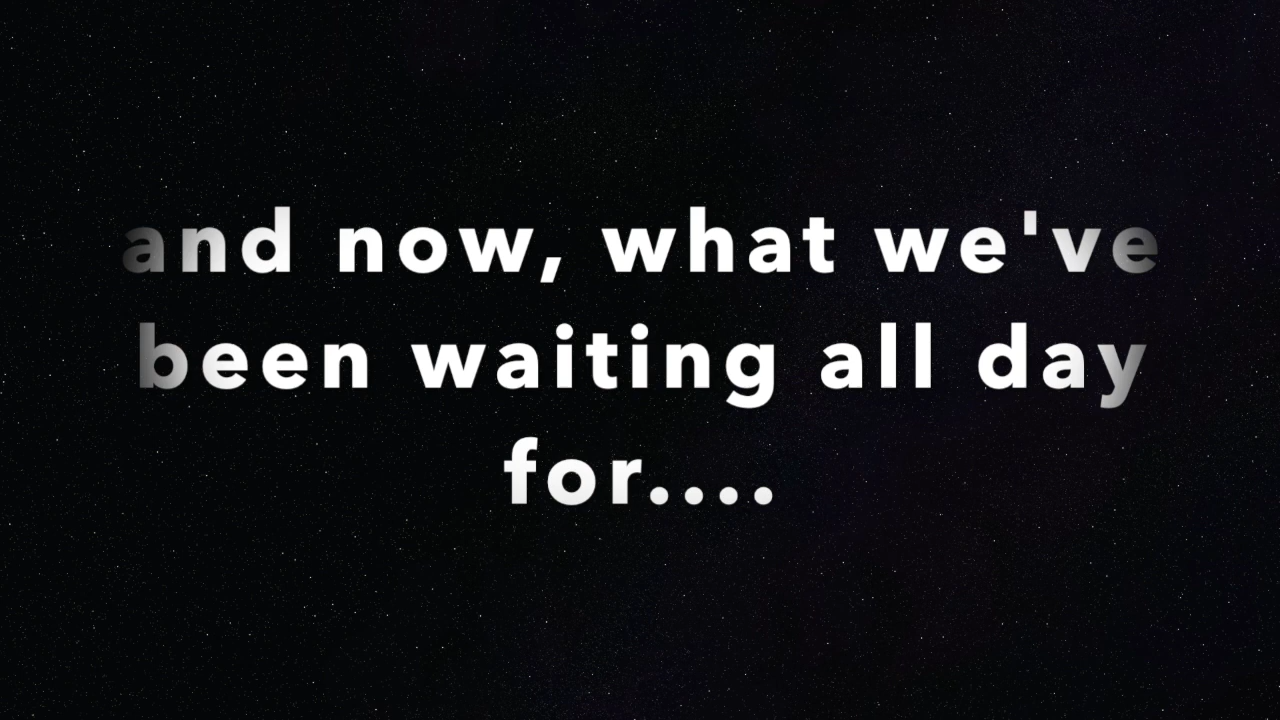 and now, what we've
been waiting all day
for....